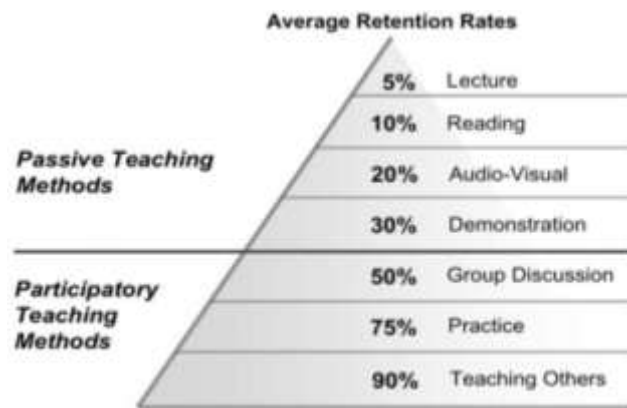 Average Retention Rates
5% Lecture
10% Reading
Passive Teaching
Methods
20% Audio-Visual
30% Demonstration
50% Group Discussion
Participatory
Teaching
Methods
75% Practice
90% Teaching Others